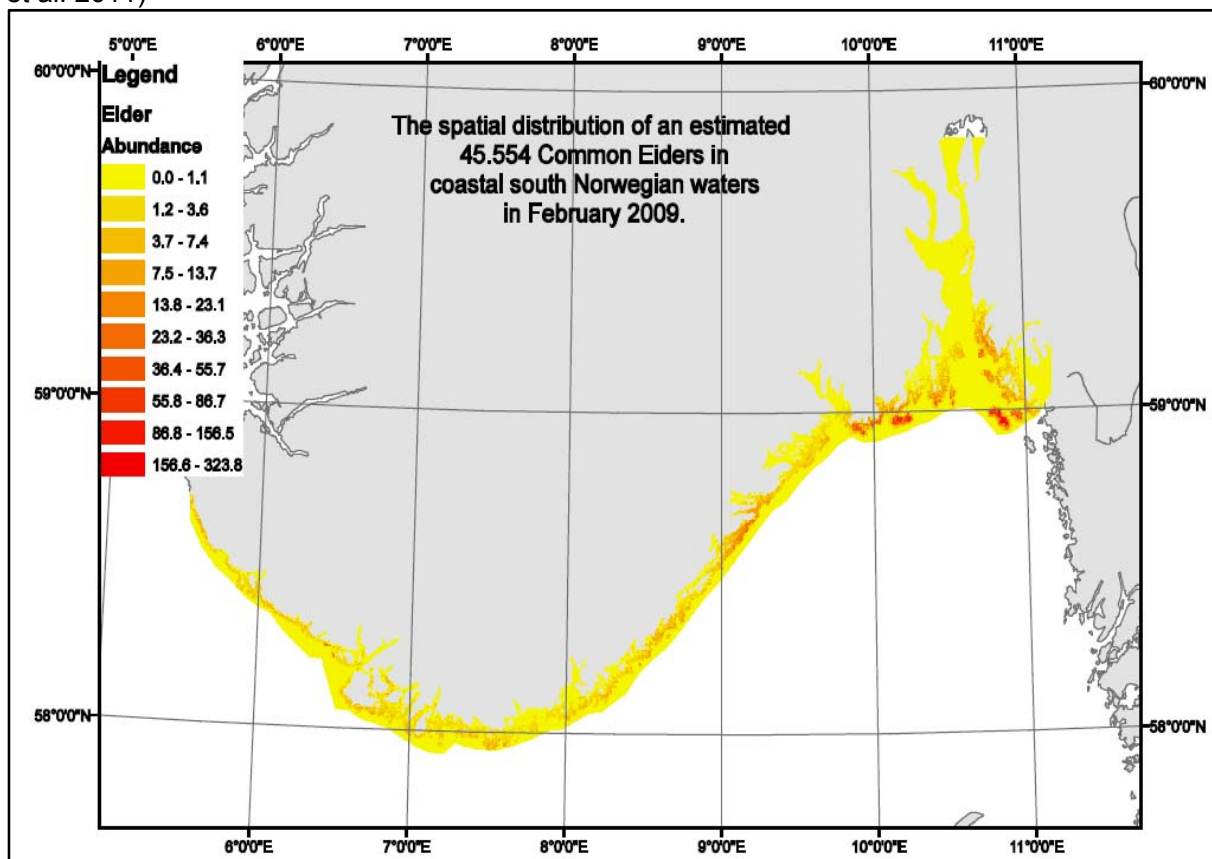 et al. 2011)
5°0'0"E 6°0'0"E 7°0'0"E 8°0'0"E 9°0'0"E 10°0'0"E 11°0'0"E
60°0'0"N
60°0'0"N
Legend
Eider
Abundance
0.0 - 1.1
1.2 - 3.6
3.7 - 7.4
7.5 - 13.7
13.8 - 23.1
23.2 - 36.3
36.4 - 55.7
55.8 - 86.7
86.8 - 156.5
156.6 - 323.8
The spatial distribution of an estimated
45.554 Common Eiders in
coastal south Norwegian waters
in February 2009.
59°0'0"N
59°0'0"N
58°0'0"N
58°0'0"N
6°0'0"E 7°0'0"E 8°0'0"E 9°0'0"E 10°0'0"E 11°0'0"E